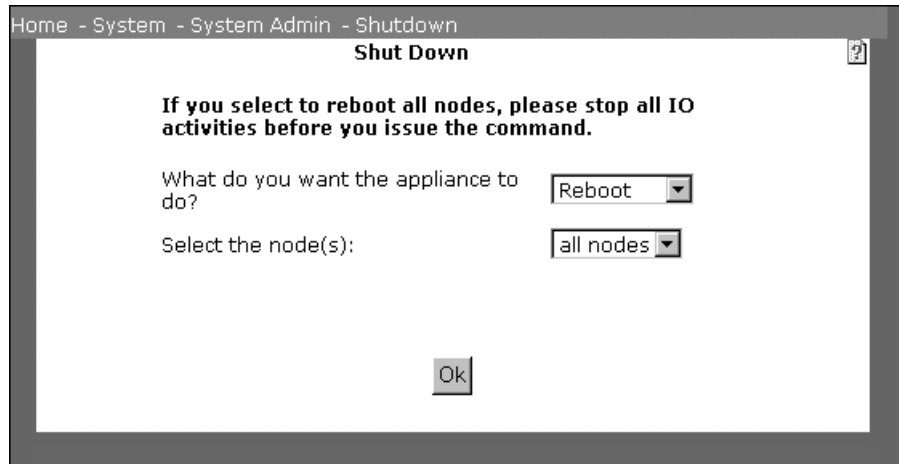 Home - System - System Admin - Shutdown
Shut Down
?
If you select to reboot all nodes, please stop all IO
activities before you issue the command.
What do you want the appliance to
do?
Reboot
Select the node(s):
all nodes
Ok